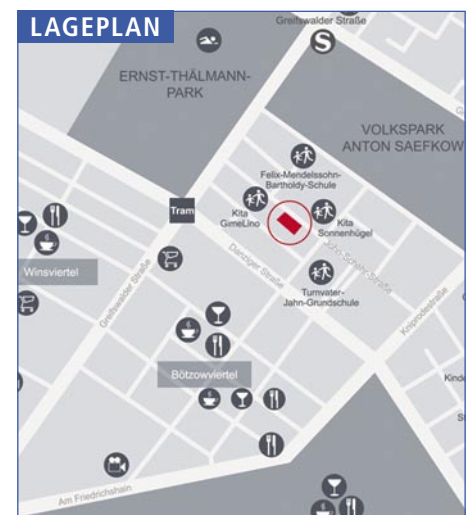 LAGEPLAN
Greifswalder Straße
S
ERNST-THÄLMANN-
PARK
VOLKSPARK
ANTON SAEFKOW
Felix-Mendelssohn-
Bartholdy-Schule
Tram
Kita
GimeLino
Kita
Sonnenhügel
Danziger Straße
John-Schehr-Straße
Turnvater-
Jahn-Grundschule
Winsviertel
Greifswalder Straße
Kniprodestraße
Bötzowviertel
Kinde
Am Friedrichshain